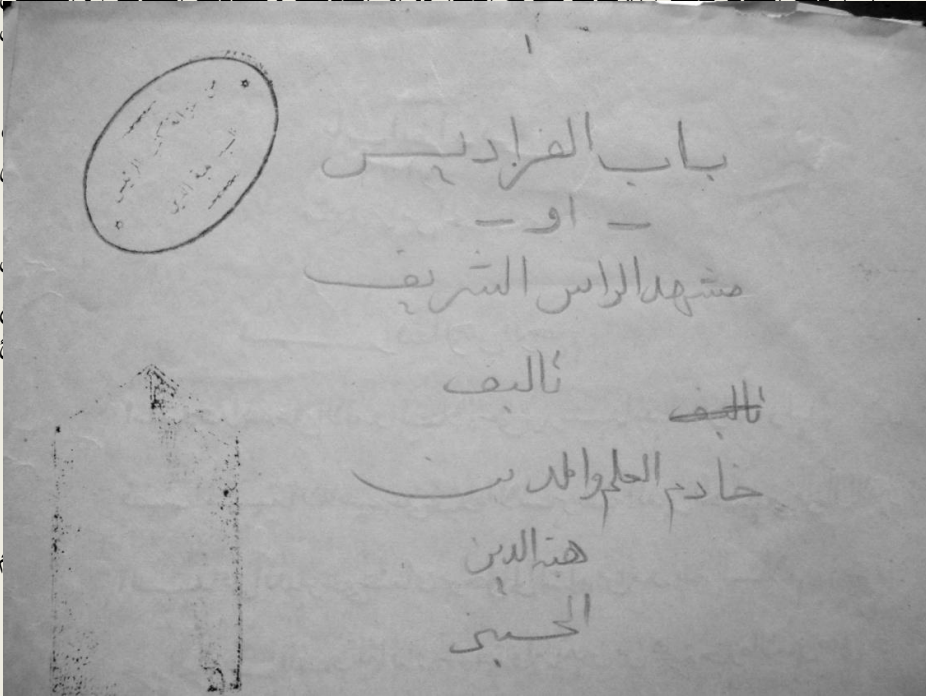 ١
باب الفراديس
- او -
مشهد الراس الشريف
تاليف
تاليف
خادم العلم والدين
هبة الدين
الحسيني